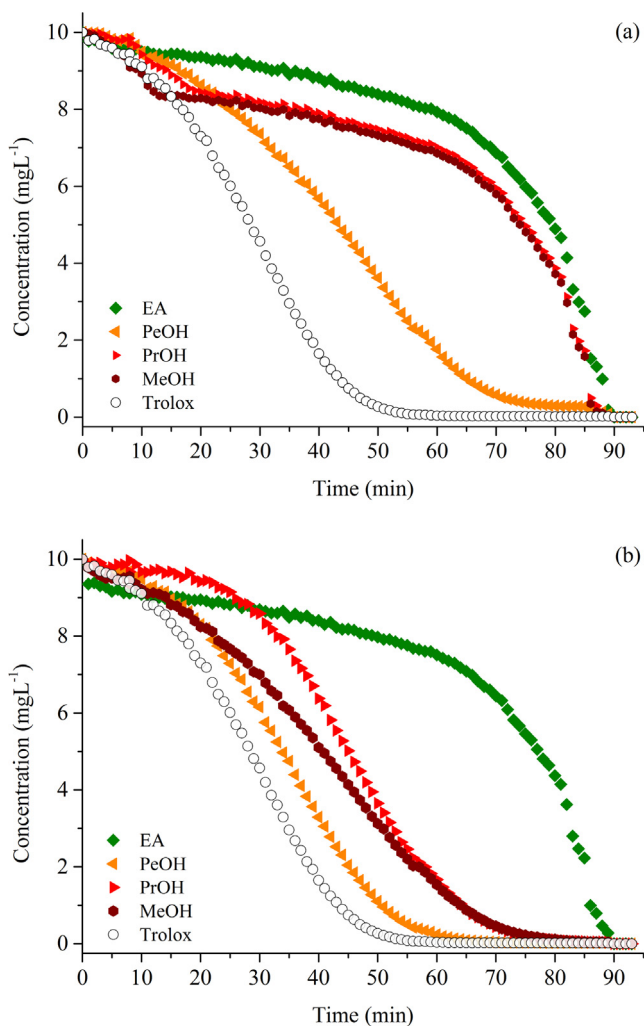 (a)
10
8
6
4
2
0
Concentration (mgL⁻¹)
EA
PeOH
PrOH
MeOH
Trolox
0 10 20 30 40 50 60 70 80 90
Time (min)
(b)
10
8
6
4
2
0
Concentration (mgL⁻¹)
EA
PeOH
PrOH
MeOH
Trolox
0 10 20 30 40 50 60 70 80 90
Time (min)